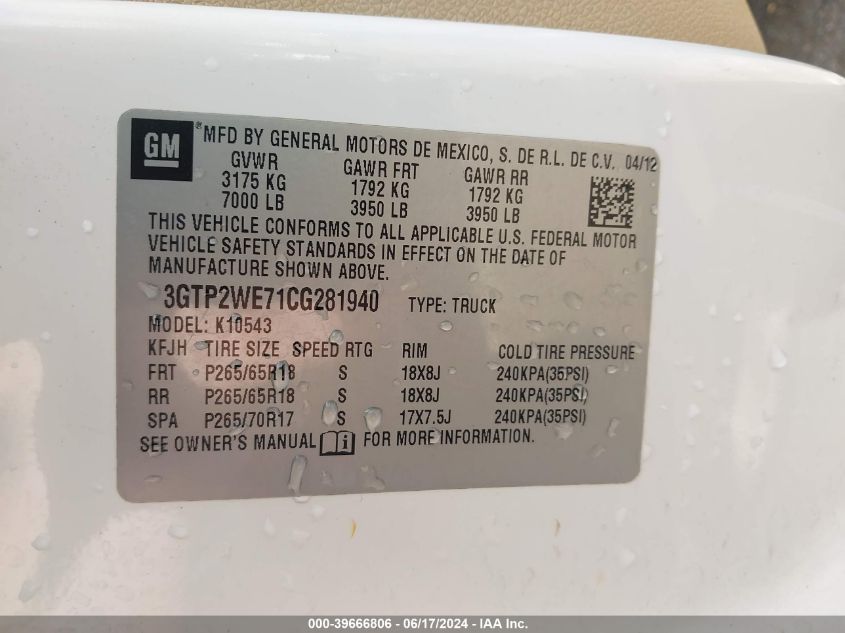 GM ®MFD BY GENERAL MOTORS DE MEXICO, S. DE R.L. DE C.V. 04/12
GVWR GAWR FRT GAWR RR
3175 KG 1792 KG 1792 KG
7000 LB 3950 LB 3950 LB
THIS VEHICLE CONFORMS TO ALL APPLICABLE U.S. FEDERAL MOTOR
VEHICLE SAFETY STANDARDS IN EFFECT ON THE DATE OF
MANUFACTURE SHOWN ABOVE.
3GTP2WE71CG281940 TYPE: TRUCK
MODEL: K10543
KFJH TIRE SIZE SPEED RTG RIM COLD TIRE PRESSURE
FRT P265/65R18 S 18X8J 240KPA(35PSI)
RR P265/65R18 S 18X8J 240KPA(35PSI)
SPA P265/70R17 S 17X7.5J 240KPA(35PSI)
SEE OWNER'S MANUAL FOR MORE INFORMATION.
000-39666806 - 06/17/2024 - IAA Inc.